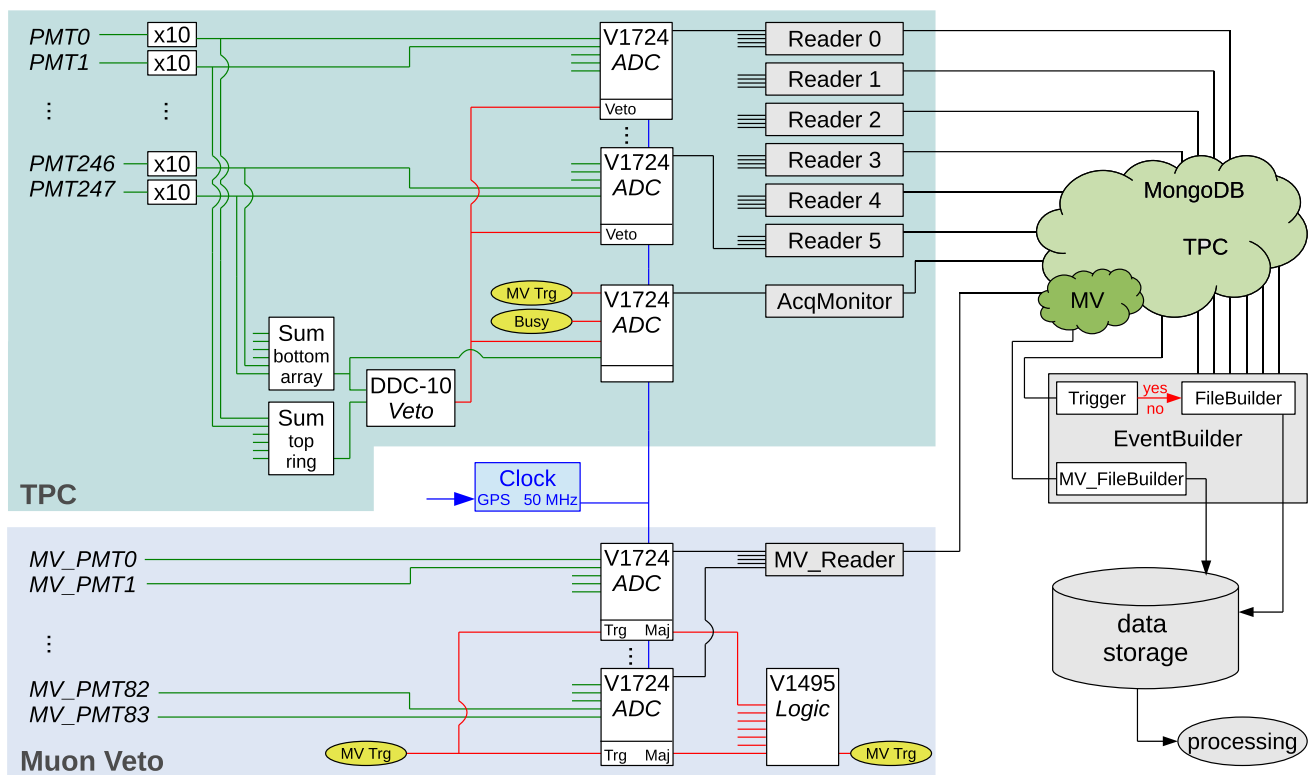 PMT0
x10
PMT1
x10
⋮
⋮
PMT246
x10
PMT247
x10
V1724
ADC
Veto
⋮
V1724
ADC
Veto
MV Trg
Busy
V1724
ADC
Reader 0
Reader 1
Reader 2
Reader 3
Reader 4
Reader 5
AcqMonitor
Sum
bottom
array
Sum
top
ring
DDC-10
Veto
TPC
Clock
GPS 50 MHz
MongoDB
TPC
MV
Trigger
yes
no
FileBuilder
EventBuilder
MV_FileBuilder
data
storage
processing
MV_PMT0
MV_PMT1
⋮
MV_PMT82
MV_PMT83
V1724
ADC
Trg Maj
⋮
V1724
ADC
Trg Maj
MV_Reader
V1495
Logic
MV Trg
MV Trg
Muon Veto